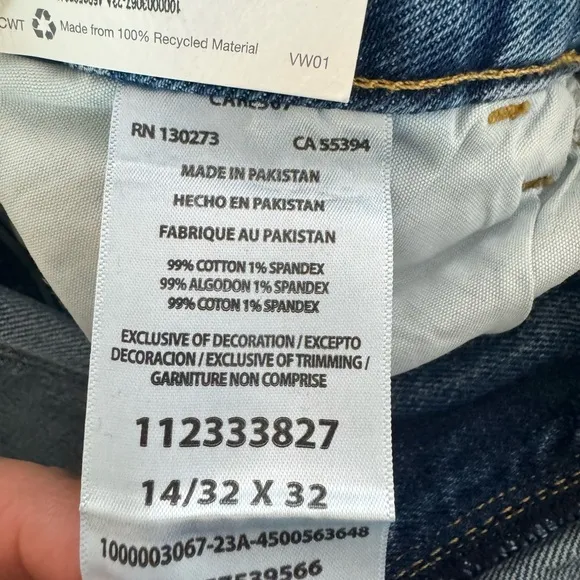 CWT Made from 100% Recycled Material VW01
RN 130273 CA 55394
MADE IN PAKISTAN
HECHO EN PAKISTAN
FABRIQUE AU PAKISTAN
99% COTTON 1% SPANDEX
99% ALGODON 1% SPANDEX
99% COTON 1% SPANDEX
EXCLUSIVE OF DECORATION / EXCEPTO
DECORACION / EXCLUSIVE OF TRIMMING /
GARNITURE NON COMPRISE
112333827
14/32 X 32
1000003067-23A-4500563648